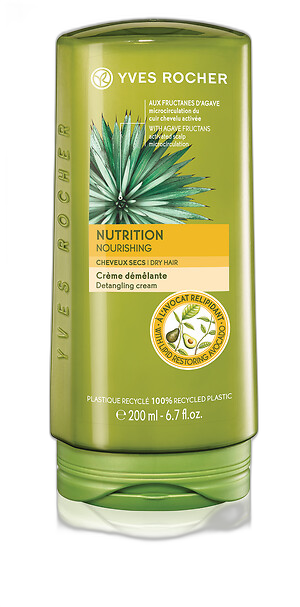 YVES ROCHER
AUX FRUCTANES D'AGAVE
microcirculation du
cuir chevelu activée
WITH AGAVE FRUCTANS
activated scalp
microcirculation
NUTRITION
NOURISHING
CHEVEUX SECS | DRY HAIR
Crème démêlante
Detangling cream
À L'AVOCAT RELIPIDANT
WITH LIPID RESTORING AVOCADO
PLASTIQUE RECYCLÉ 100% RECYCLED PLASTIC
℮ 200 ml - 6.7 fl.oz.
YVES ROCHER